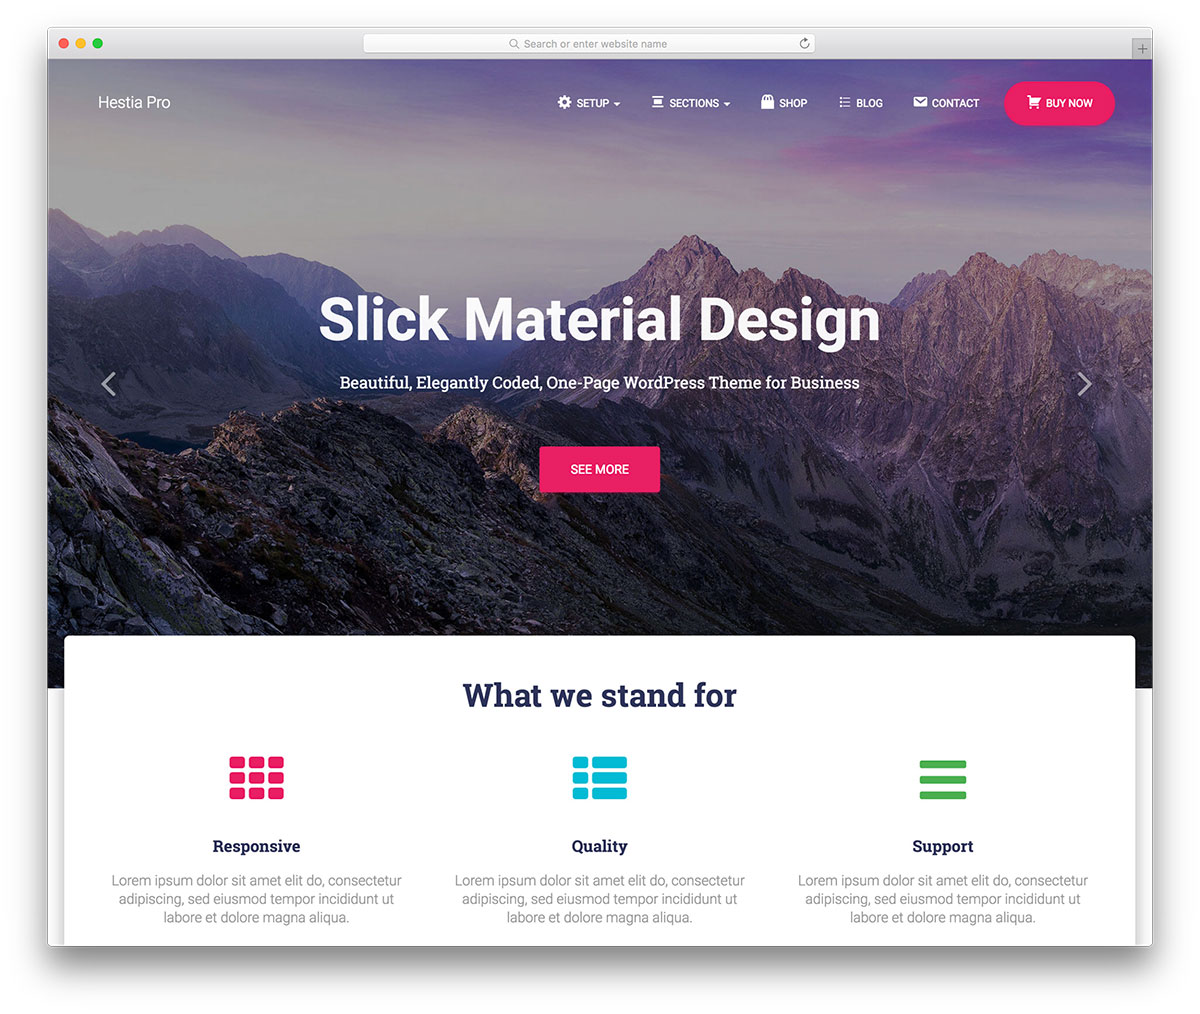 Search or enter website name
Hestia Pro
SETUP
SECTIONS
SHOP
BLOG
CONTACT
BUY NOW
Slick Material Design
Beautiful, Elegantly Coded, One-Page WordPress Theme for Business
SEE MORE
What we stand for
Responsive
Lorem ipsum dolor sit amet elit do, consectetur
adipiscing, sed eiusmod tempor incididunt ut
labore et dolore magna aliqua.
Quality
Lorem ipsum dolor sit amet elit do, consectetur
adipiscing, sed eiusmod tempor incididunt ut
labore et dolore magna aliqua.
Support
Lorem ipsum dolor sit amet elit do, consectetur
adipiscing, sed eiusmod tempor incididunt ut
labore et dolore magna aliqua.